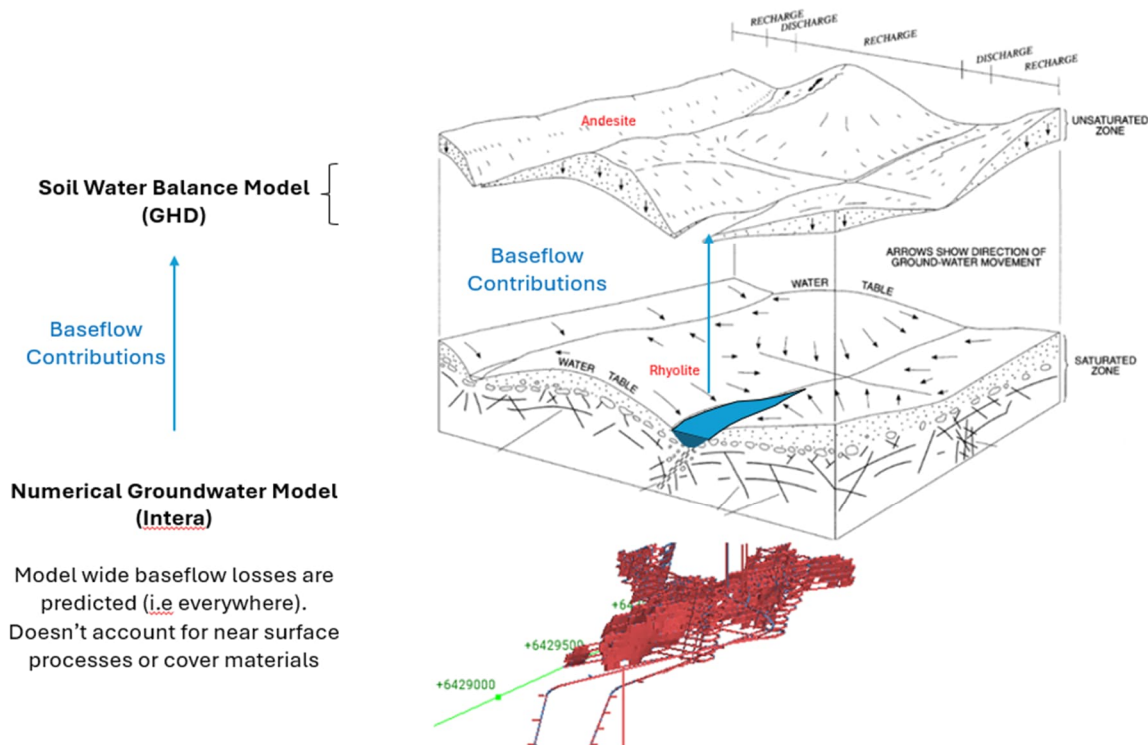 RECHARGE
DISCHARGE
RECHARGE
DISCHARGE
RECHARGE
Andesite
UNSATURATED
ZONE
Soil Water Balance Model
(GHD)
Baseflow
Contributions
ARROWS SHOW DIRECTION OF
GROUND-WATER MOVEMENT
WATER TABLE
Baseflow
Contributions
Rhyolite
WATER TABLE
SATURATED
ZONE
Numerical Groundwater Model
(Intera)
Model wide baseflow losses are
predicted (i.e everywhere).
Doesn’t account for near surface
processes or cover materials
+6429500
+6429000